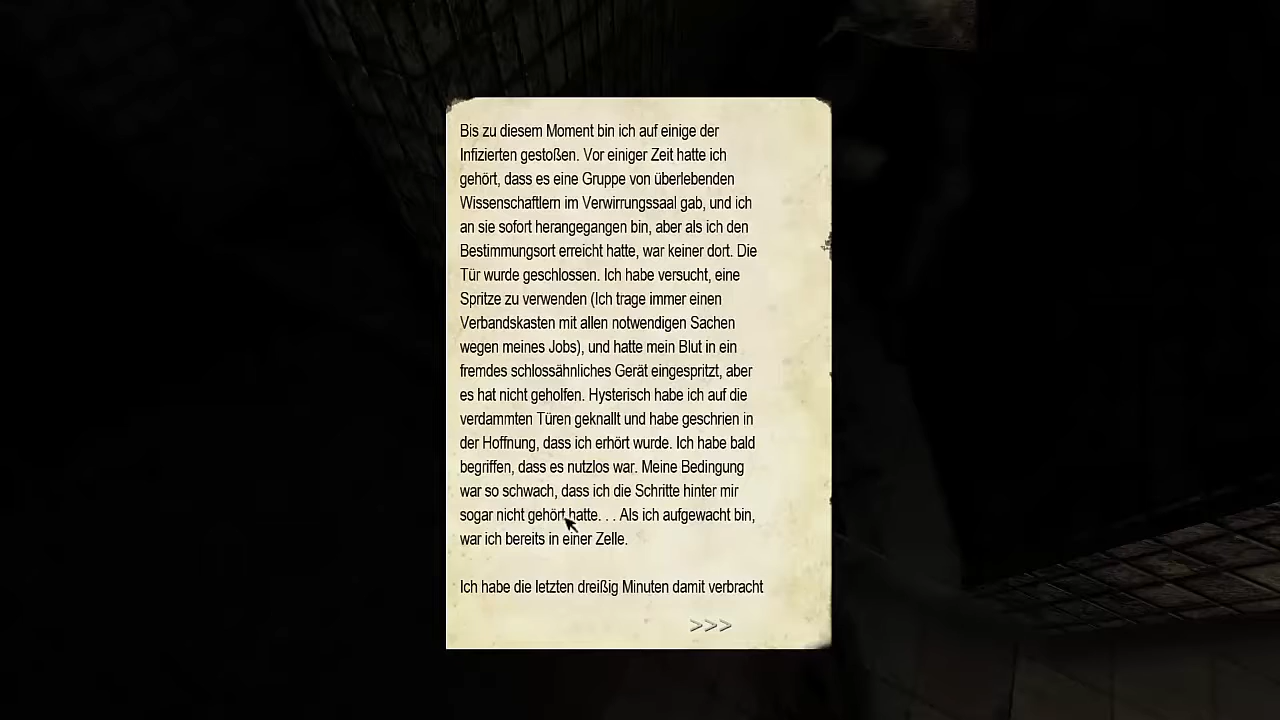 Bis zu diesem Moment bin ich auf einige der
Infizierten gestoßen. Vor einiger Zeit hatte ich
gehört, dass es eine Gruppe von überlebenden
Wissenschaftlern im Verwirrungssaal gab, und ich
an sie sofort herangegangen bin, aber als ich den
Bestimmungsort erreicht hatte, war keiner dort. Die
Tür wurde geschlossen. Ich habe versucht, eine
Spritze zu verwenden (Ich trage immer einen
Verbandskasten mit allen notwendigen Sachen
wegen meines Jobs), und hatte mein Blut in ein
fremdes schlossähnliches Gerät eingespritzt, aber
es hat nicht geholfen. Hysterisch habe ich auf die
verdammten Türen geknallt und habe geschrien in
der Hoffnung, dass ich erhört wurde. Ich habe bald
begriffen, dass es nutzlos war. Meine Bedingung
war so schwach, dass ich die Schritte hinter mir
sogar nicht gehört hatte. . . Als ich aufgewacht bin,
war ich bereits in einer Zelle.
Ich habe die letzten dreißig Minuten damit verbracht
>>>